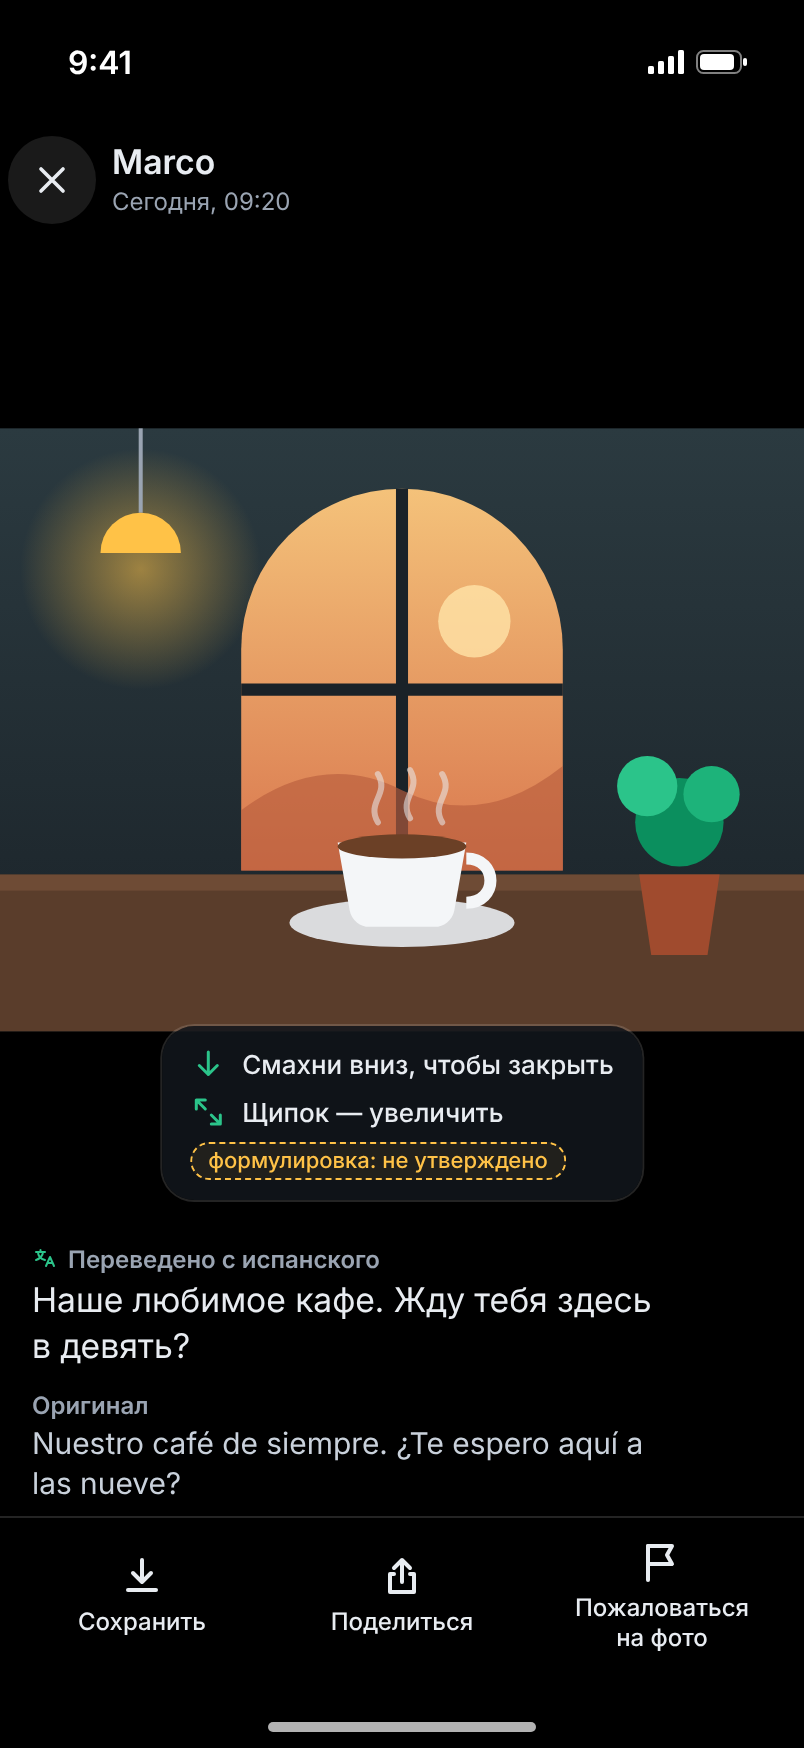 9:41
Marco
Сегодня, 09:20
Смахни вниз, чтобы закрыть
Щипок — увеличить
формулировка: не утверждено
Переведено с испанского
Наше любимое кафе. Жду тебя здесь
в девять?
Оригинал
Nuestro café de siempre. ¿Te espero aquí a
las nueve?
Сохранить
Поделиться
Пожаловаться
на фото